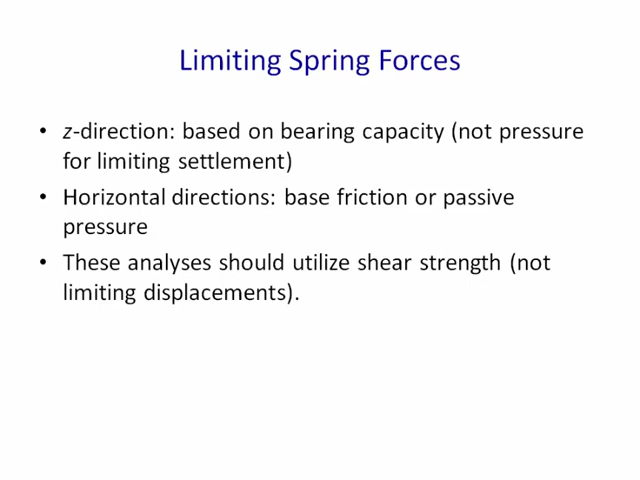 Limiting Spring Forces
• z-direction: based on bearing capacity (not pressure
for limiting settlement)
• Horizontal directions: base friction or passive
pressure
• These analyses should utilize shear strength (not
limiting displacements).